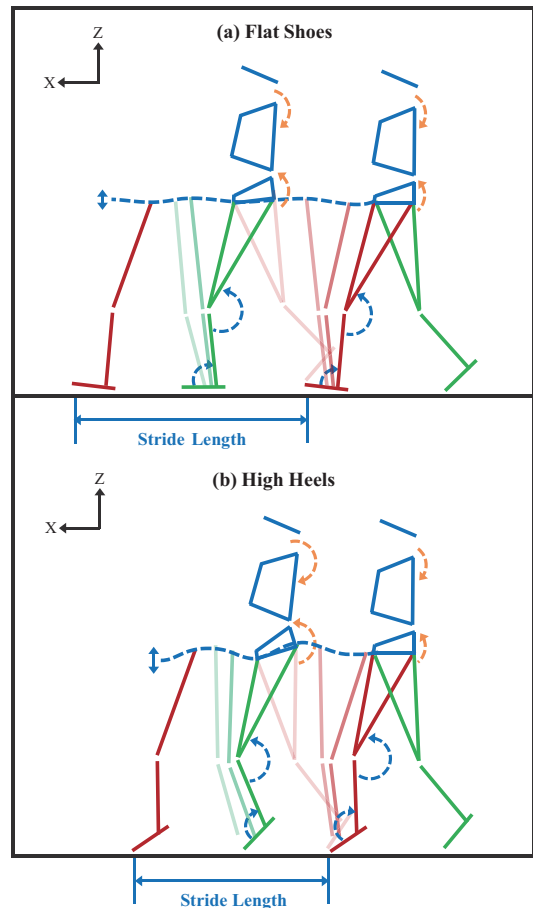 (a) Flat Shoes
Z
X
Stride Length
(b) High Heels
Z
X
Stride Length